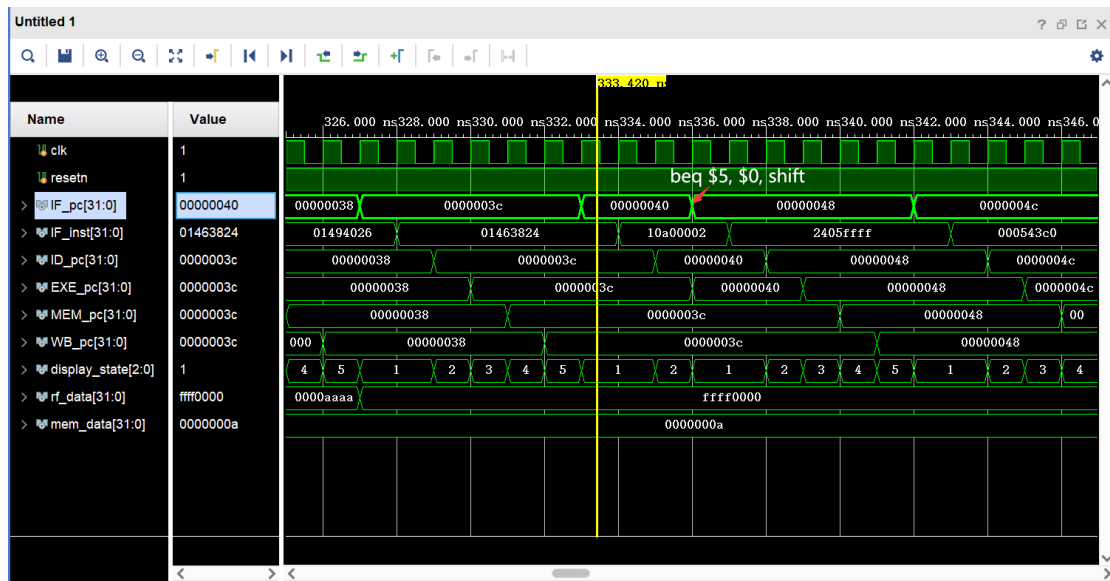 Untitled 1
333.420 n
Name Value
326.000 ns 328.000 ns 330.000 ns 332.000 ns 334.000 ns 336.000 ns 338.000 ns 340.000 ns 342.000 ns 344.000 ns 346.0
clk 1
resetn 1
beq $5, $0, shift
IF_pc[31:0] 00000040 00000038 0000003c 00000040 00000048 0000004c
IF_inst[31:0] 01463824 01494026 01463824 10a00002 2405ffff 000543c0
ID_pc[31:0] 0000003c 00000038 0000003c 00000040 00000048 0000004c
EXE_pc[31:0] 0000003c 00000038 0000003c 00000040 00000048 0000004c
MEM_pc[31:0] 0000003c 00000038 0000003c 00000048 00
WB_pc[31:0] 0000003c 000 00000038 0000003c 00000048
display_state[2:0] 1 4 5 1 2 3 4 5 1 2 1 2 3 4 5 1 2 3 4
rf_data[31:0] ffff0000 0000aaaa ffff0000
mem_data[31:0] 0000000a 0000000a